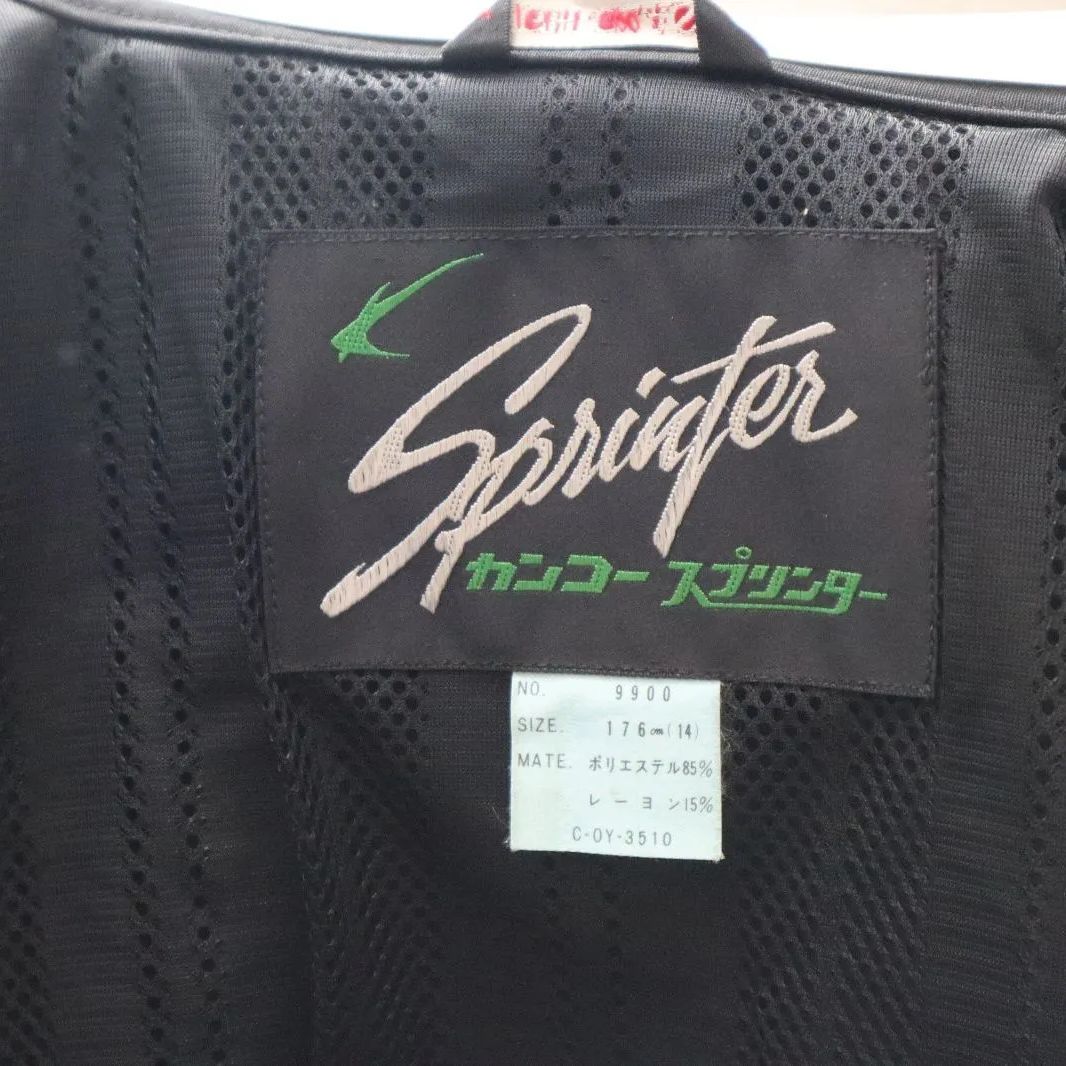 Sprinter
カンコースプリンター
NO. 9900
SIZE. 176cm(14)
MATE. ポリエステル85%
レーヨン15%
C-OY-3510